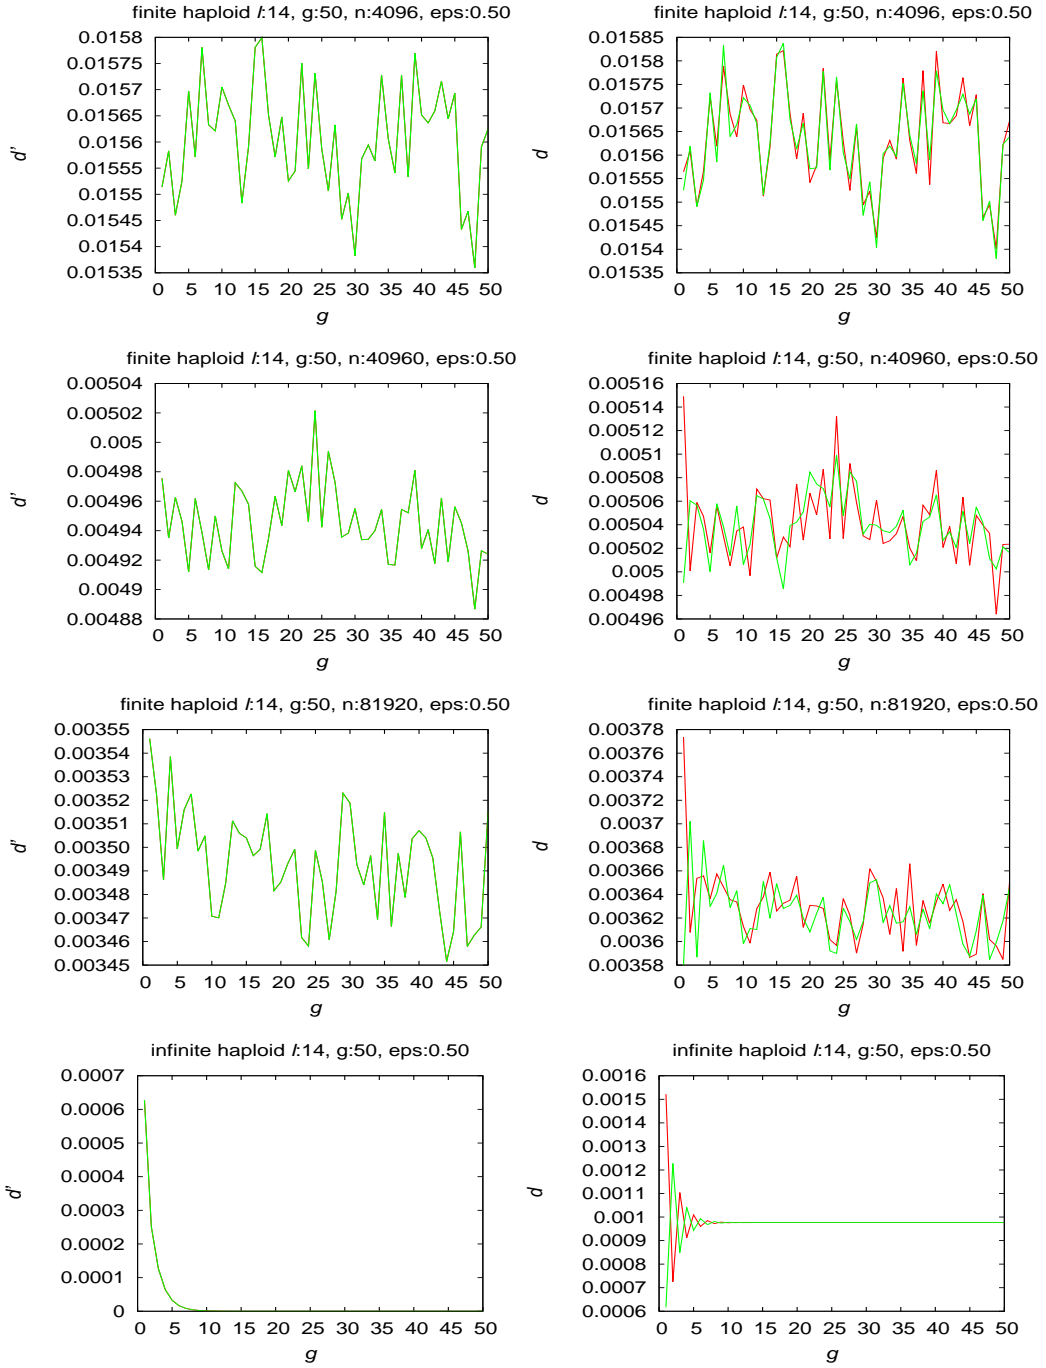 finite haploid l:14, g:50, n:4096, eps:0.50
0.0158
0.01575
0.0157
0.01565
0.0156
0.01555
0.0155
0.01545
0.0154
0.01535
d'
0 5 10 15 20 25 30 35 40 45 50
g
finite haploid l:14, g:50, n:4096, eps:0.50
0.01585
0.0158
0.01575
0.0157
0.01565
0.0156
0.01555
0.0155
0.01545
0.0154
0.01535
d
0 5 10 15 20 25 30 35 40 45 50
g
finite haploid l:14, g:50, n:40960, eps:0.50
0.00504
0.00502
0.005
0.00498
0.00496
0.00494
0.00492
0.0049
0.00488
d'
0 5 10 15 20 25 30 35 40 45 50
g
finite haploid l:14, g:50, n:40960, eps:0.50
0.00516
0.00514
0.00512
0.0051
0.00508
0.00506
0.00504
0.00502
0.005
0.00498
0.00496
d
0 5 10 15 20 25 30 35 40 45 50
g
finite haploid l:14, g:50, n:81920, eps:0.50
0.00355
0.00354
0.00353
0.00352
0.00351
0.0035
0.00349
0.00348
0.00347
0.00346
0.00345
d'
0 5 10 15 20 25 30 35 40 45 50
g
finite haploid l:14, g:50, n:81920, eps:0.50
0.00378
0.00376
0.00374
0.00372
0.0037
0.00368
0.00366
0.00364
0.00362
0.0036
0.00358
d
0 5 10 15 20 25 30 35 40 45 50
g
infinite haploid l:14, g:50, eps:0.50
0.0007
0.0006
0.0005
0.0004
0.0003
0.0002
0.0001
0
d'
0 5 10 15 20 25 30 35 40 45 50
g
infinite haploid l:14, g:50, eps:0.50
0.0016
0.0015
0.0014
0.0013
0.0012
0.0011
0.001
0.0009
0.0008
0.0007
0.0006
d
0 5 10 15 20 25 30 35 40 45 50
g